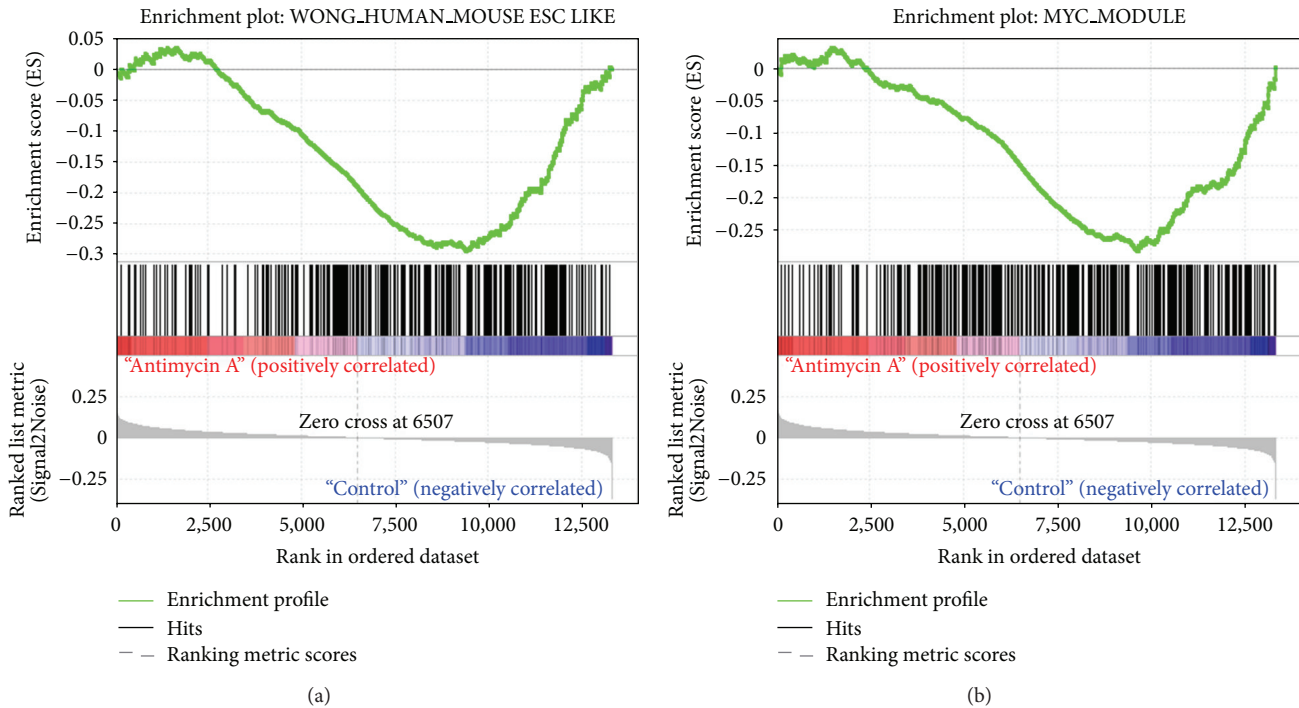 Enrichment plot: WONG_HUMAN_MOUSE ESC LIKE
0.05
0
−0.05
−0.1
−0.15
−0.2
−0.25
−0.3
Enrichment score (ES)
“Antimycin A” (positively correlated)
0.25
0
−0.25
Ranked list metric
(Signal2Noise)
Zero cross at 6507
“Control” (negatively correlated)
0 2,500 5,000 7,500 10,000 12,500
Rank in ordered dataset
Enrichment profile
Hits
Ranking metric scores
(a)
Enrichment plot: MYC_MODULE
0
−0.05
−0.1
−0.15
−0.2
−0.25
Enrichment score (ES)
“Antimycin A” (positively correlated)
0.25
0
−0.25
Ranked list metric
(Signal2Noise)
Zero cross at 6507
“Control” (negatively correlated)
0 2,500 5,000 7,500 10,000 12,500
Rank in ordered dataset
Enrichment profile
Hits
Ranking metric scores
(b)